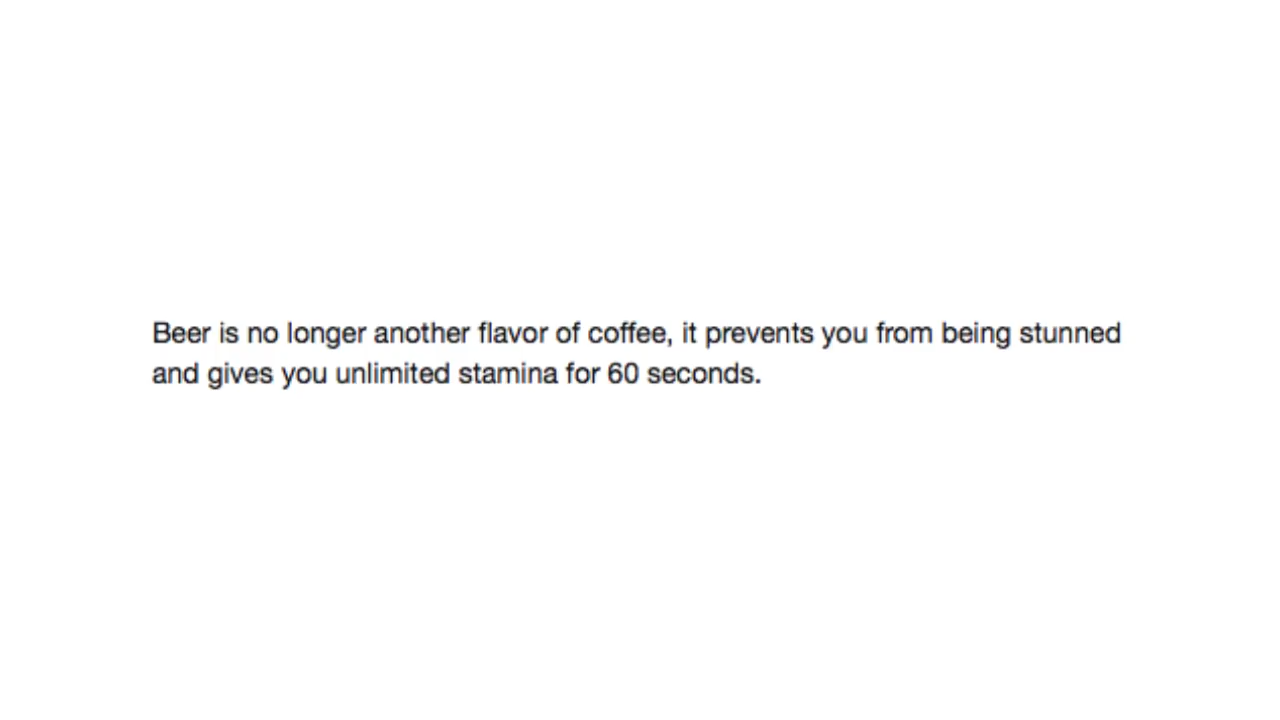 Beer is no longer another flavor of coffee, it prevents you from being stunned
and gives you unlimited stamina for 60 seconds.